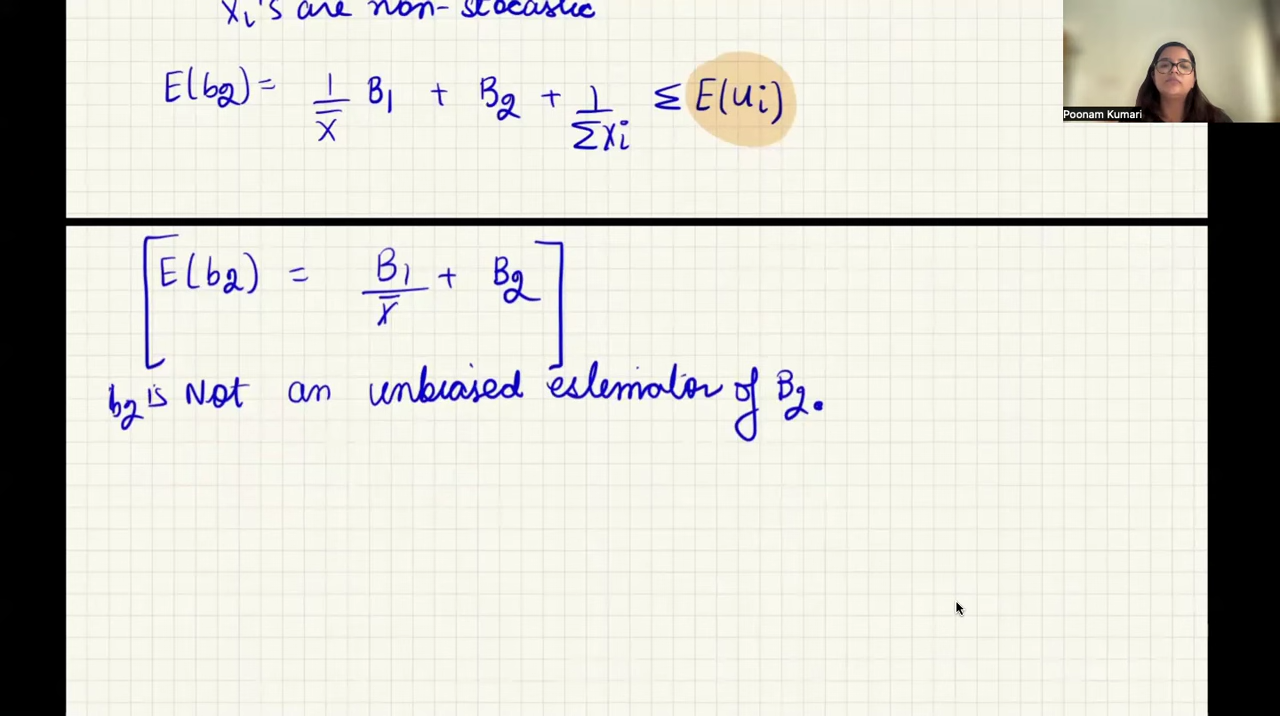 Xi's are non-stocastic
E(b2) = 1/X̄ B1 + B2 + 1/ΣXi Σ E(ui)
Poonam Kumari
[E(b2) = B1/X̄ + B2]
b2 is Not an unbiased estemator of B2.